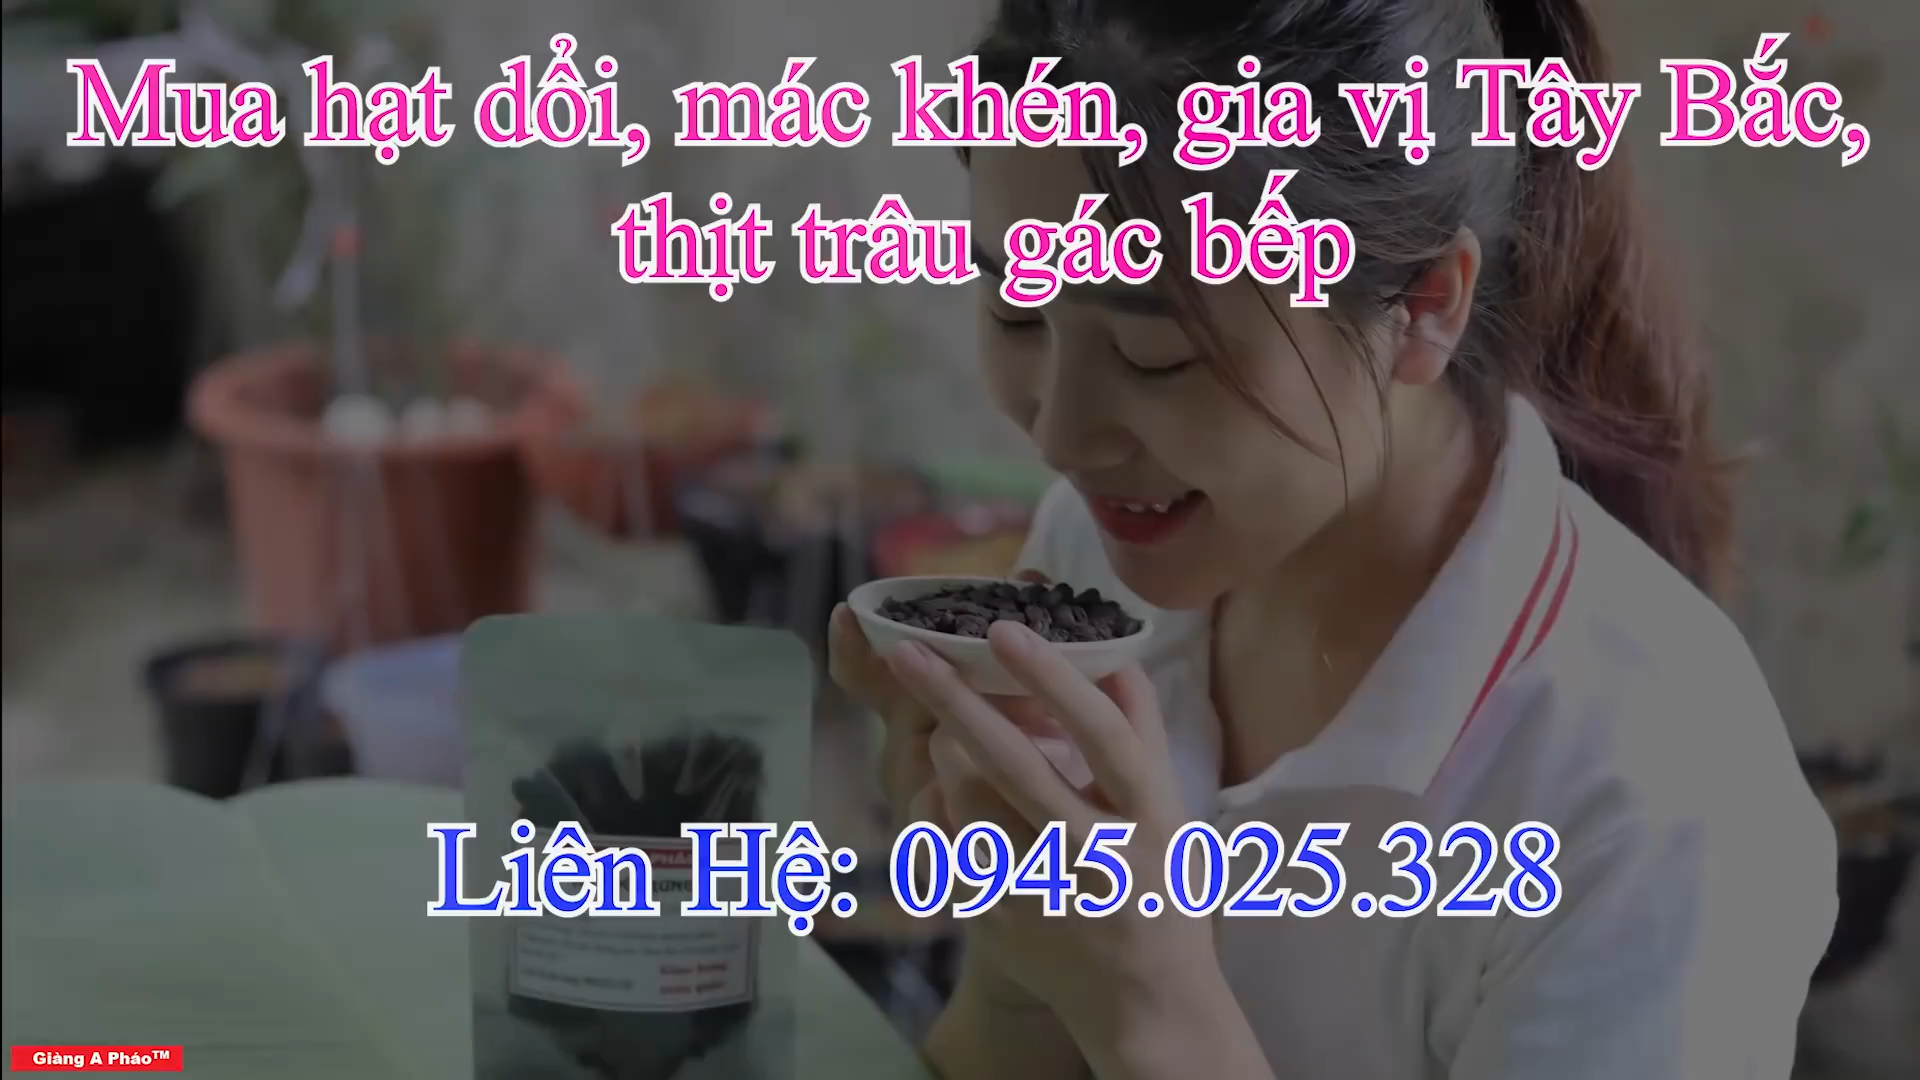 Mua hạt dổi, mác khén, gia vị Tây Bắc,
thịt trâu gác bếp
Liên Hệ: 0945.025.328
Giàng A Pháo™